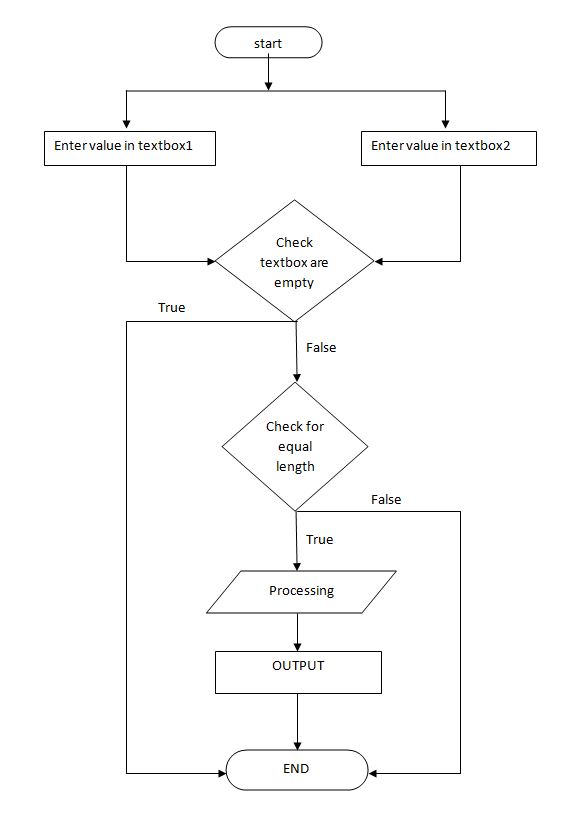 start
Enter value in textbox1
Enter value in textbox2
Check
textbox are
empty
True
False
Check for
equal
length
False
True
Processing
OUTPUT
END